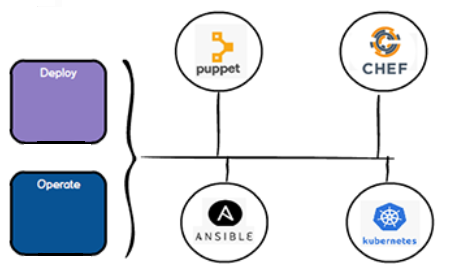 Deploy
puppet
CHEF
Operate
ANSIBLE
kubernetes